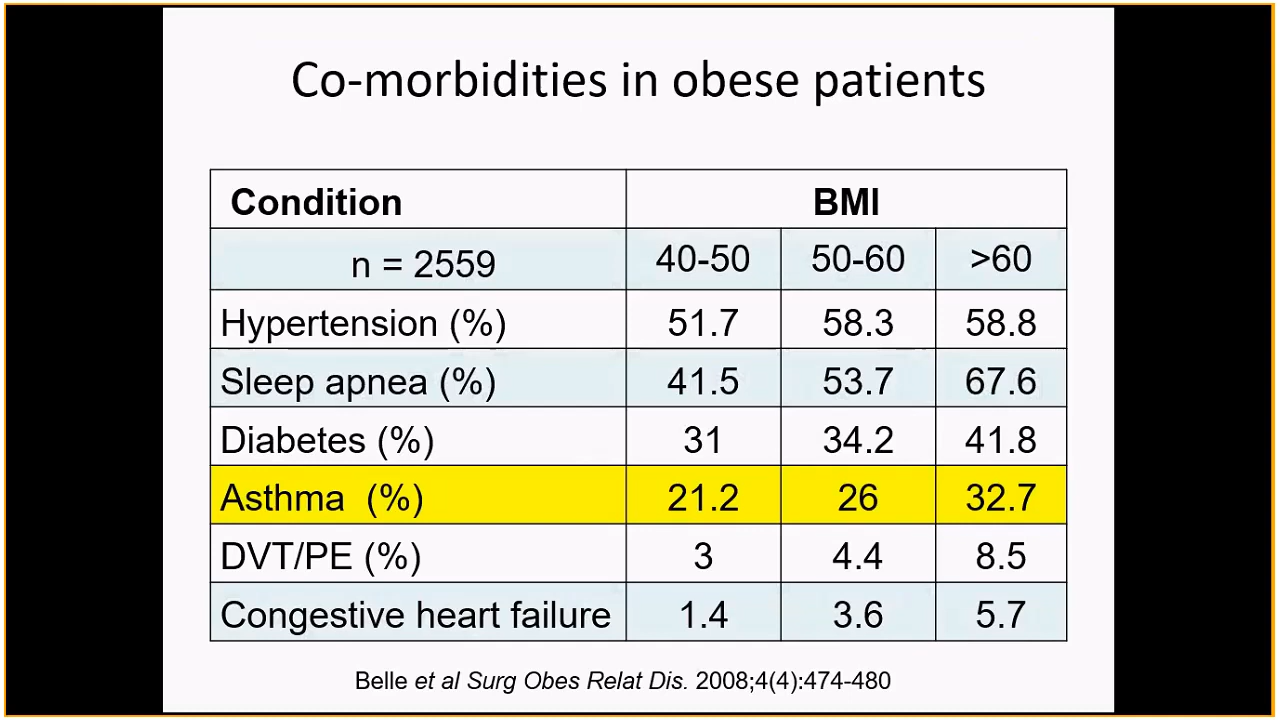 Co-morbidities in obese patients
Condition BMI
n = 2559 40-50 50-60 >60
Hypertension (%) 51.7 58.3 58.8
Sleep apnea (%) 41.5 53.7 67.6
Diabetes (%) 31 34.2 41.8
Asthma (%) 21.2 26 32.7
DVT/PE (%) 3 4.4 8.5
Congestive heart failure 1.4 3.6 5.7
Belle et al Surg Obes Relat Dis. 2008;4(4):474-480